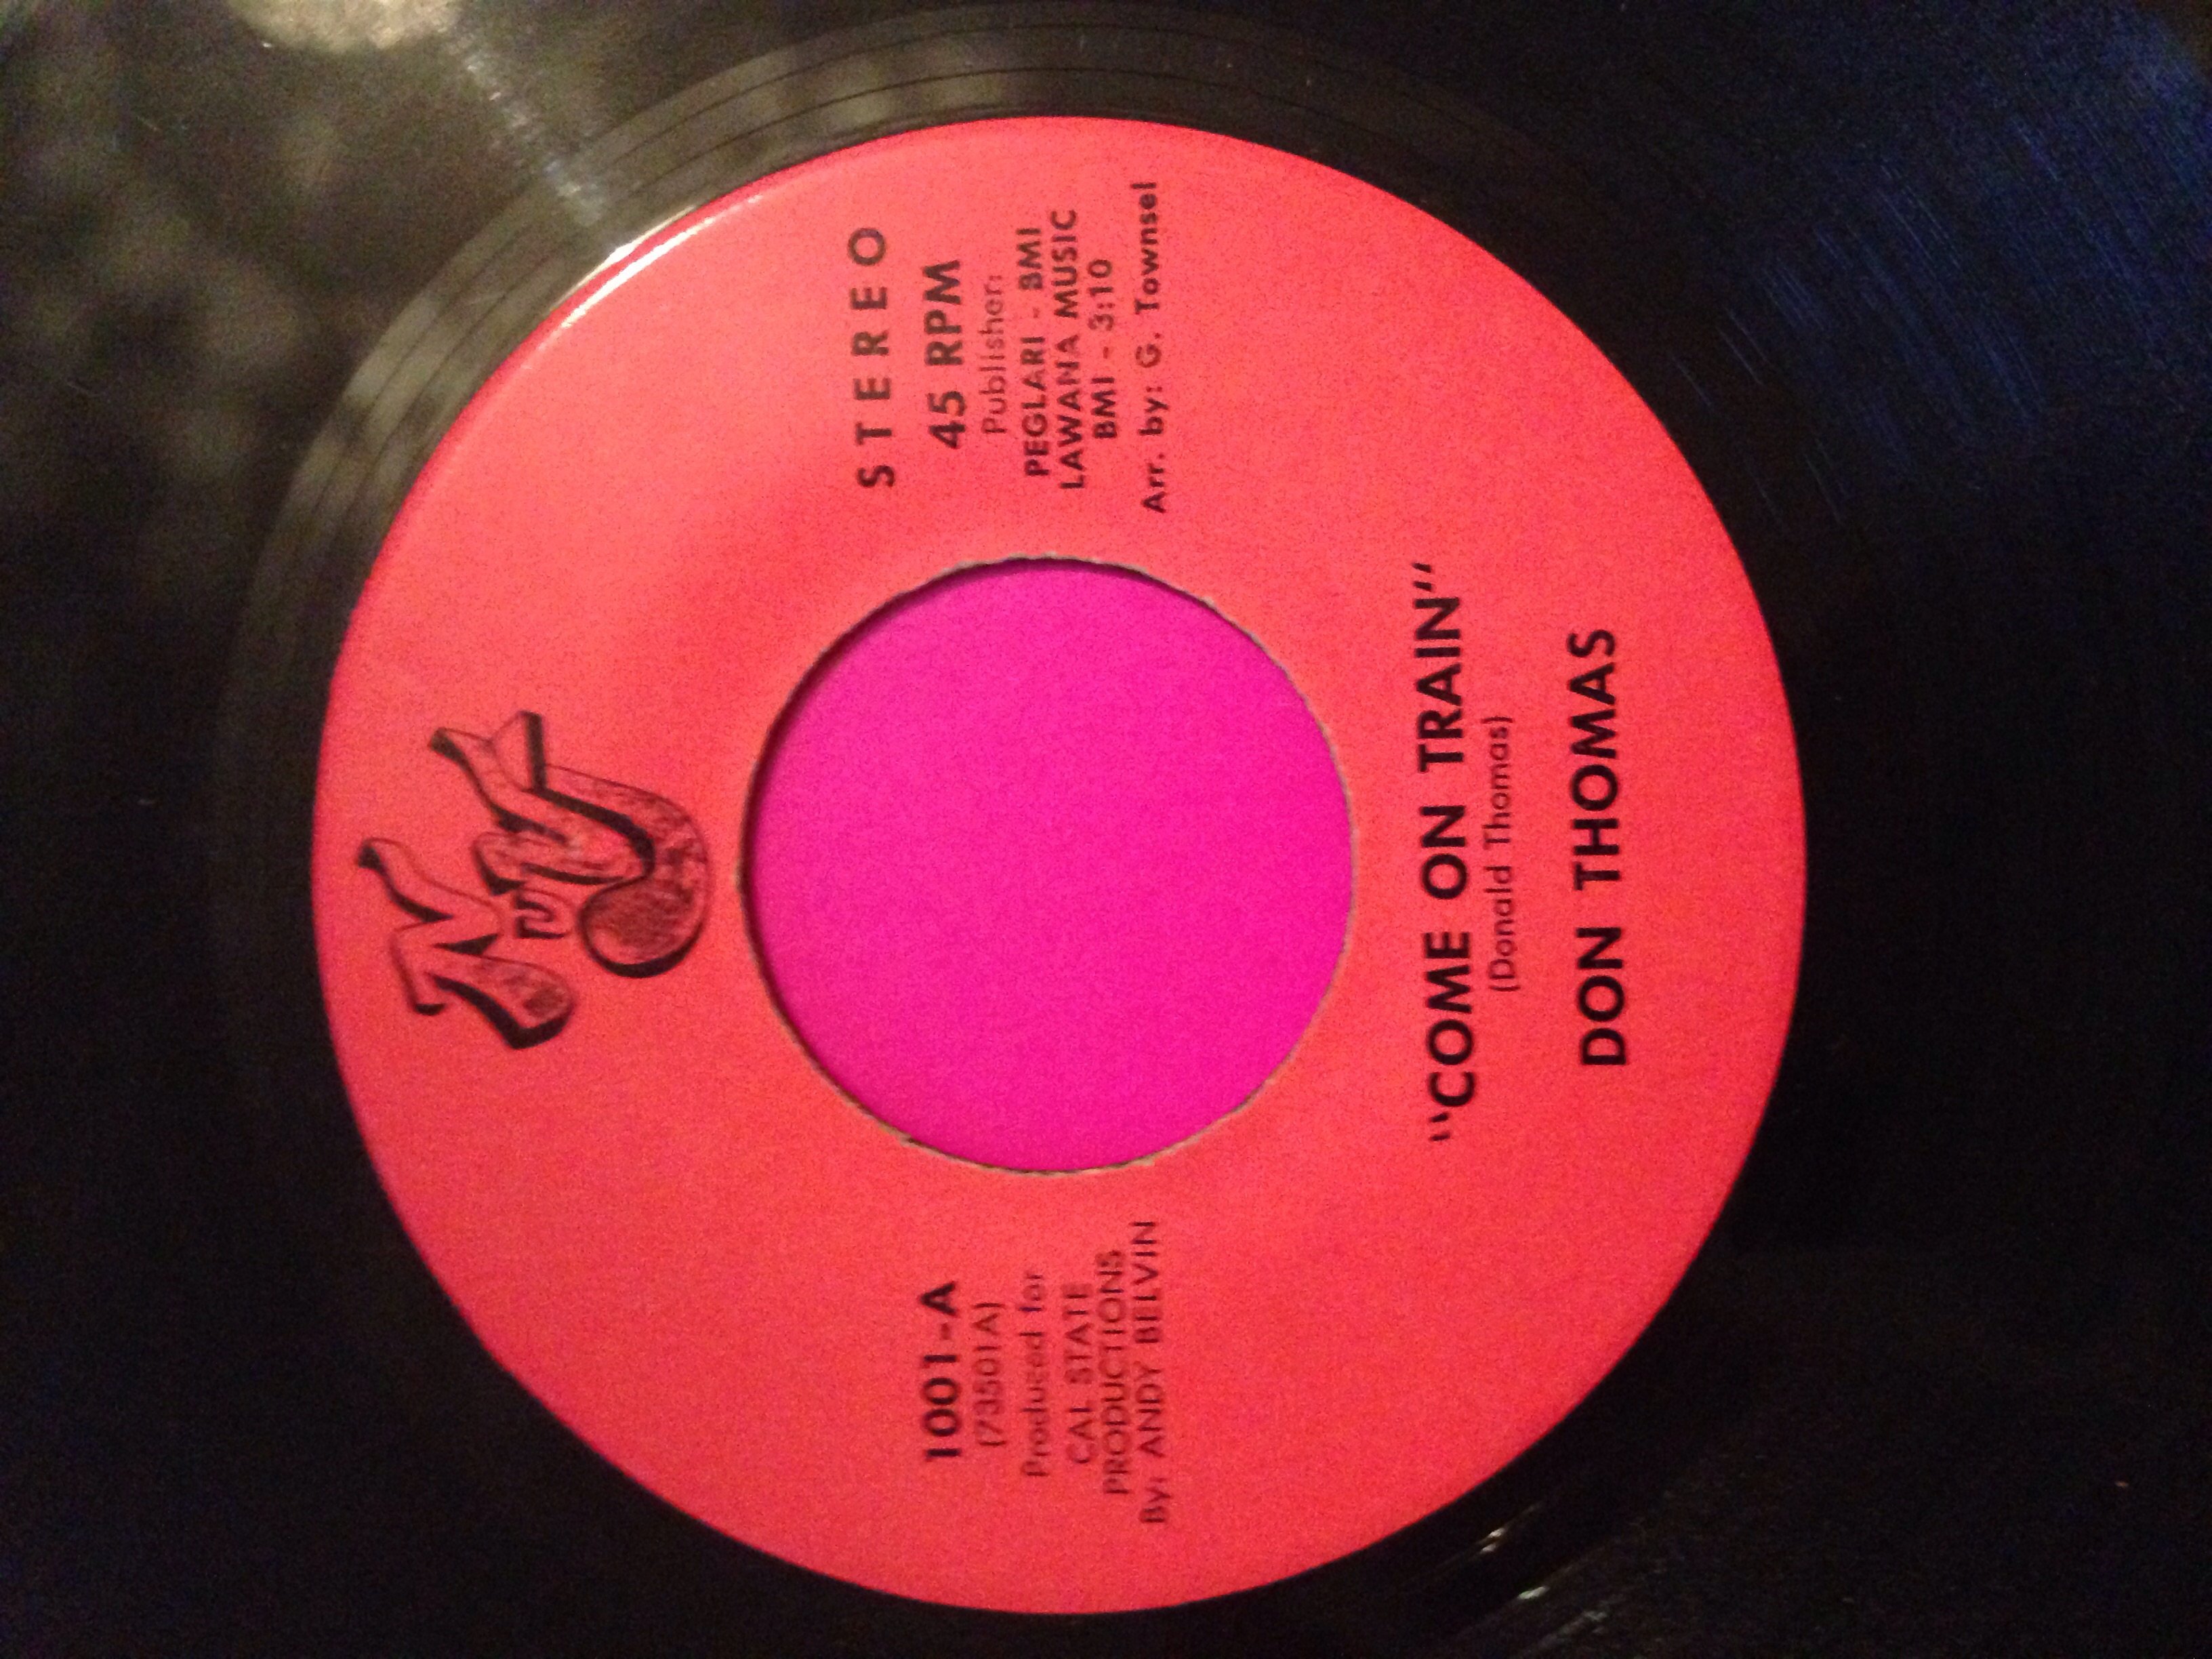 NuVJ
1001-A
(73501A)
Produced for
CAL STATE
PRODUCTIONS
By: ANDY BELVIN
STEREO
45 RPM
Publisher:
PEGLARI - BMI
LAWANA MUSIC
BMI - 3:10
Arr. by: G. Townsel
"COME ON TRAIN"
(Donald Thomas)
DON THOMAS